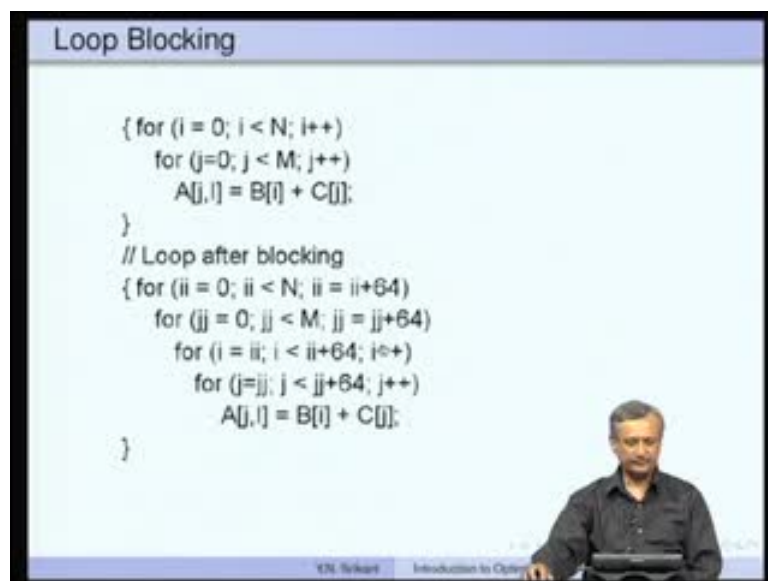 Loop Blocking
{ for (i = 0; i < N; i++)
for (j=0; j < M; j++)
A[j,I] = B[i] + C[j];
}
// Loop after blocking
{ for (ii = 0; ii < N; ii = ii+64)
for (jj = 0; jj < M; jj = jj+64)
for (i = ii; i < ii+64; i++)
for (j=jj; j < jj+64; j++)
A[j,I] = B[i] + C[j];
}
Y.N. Srikant Introduction to